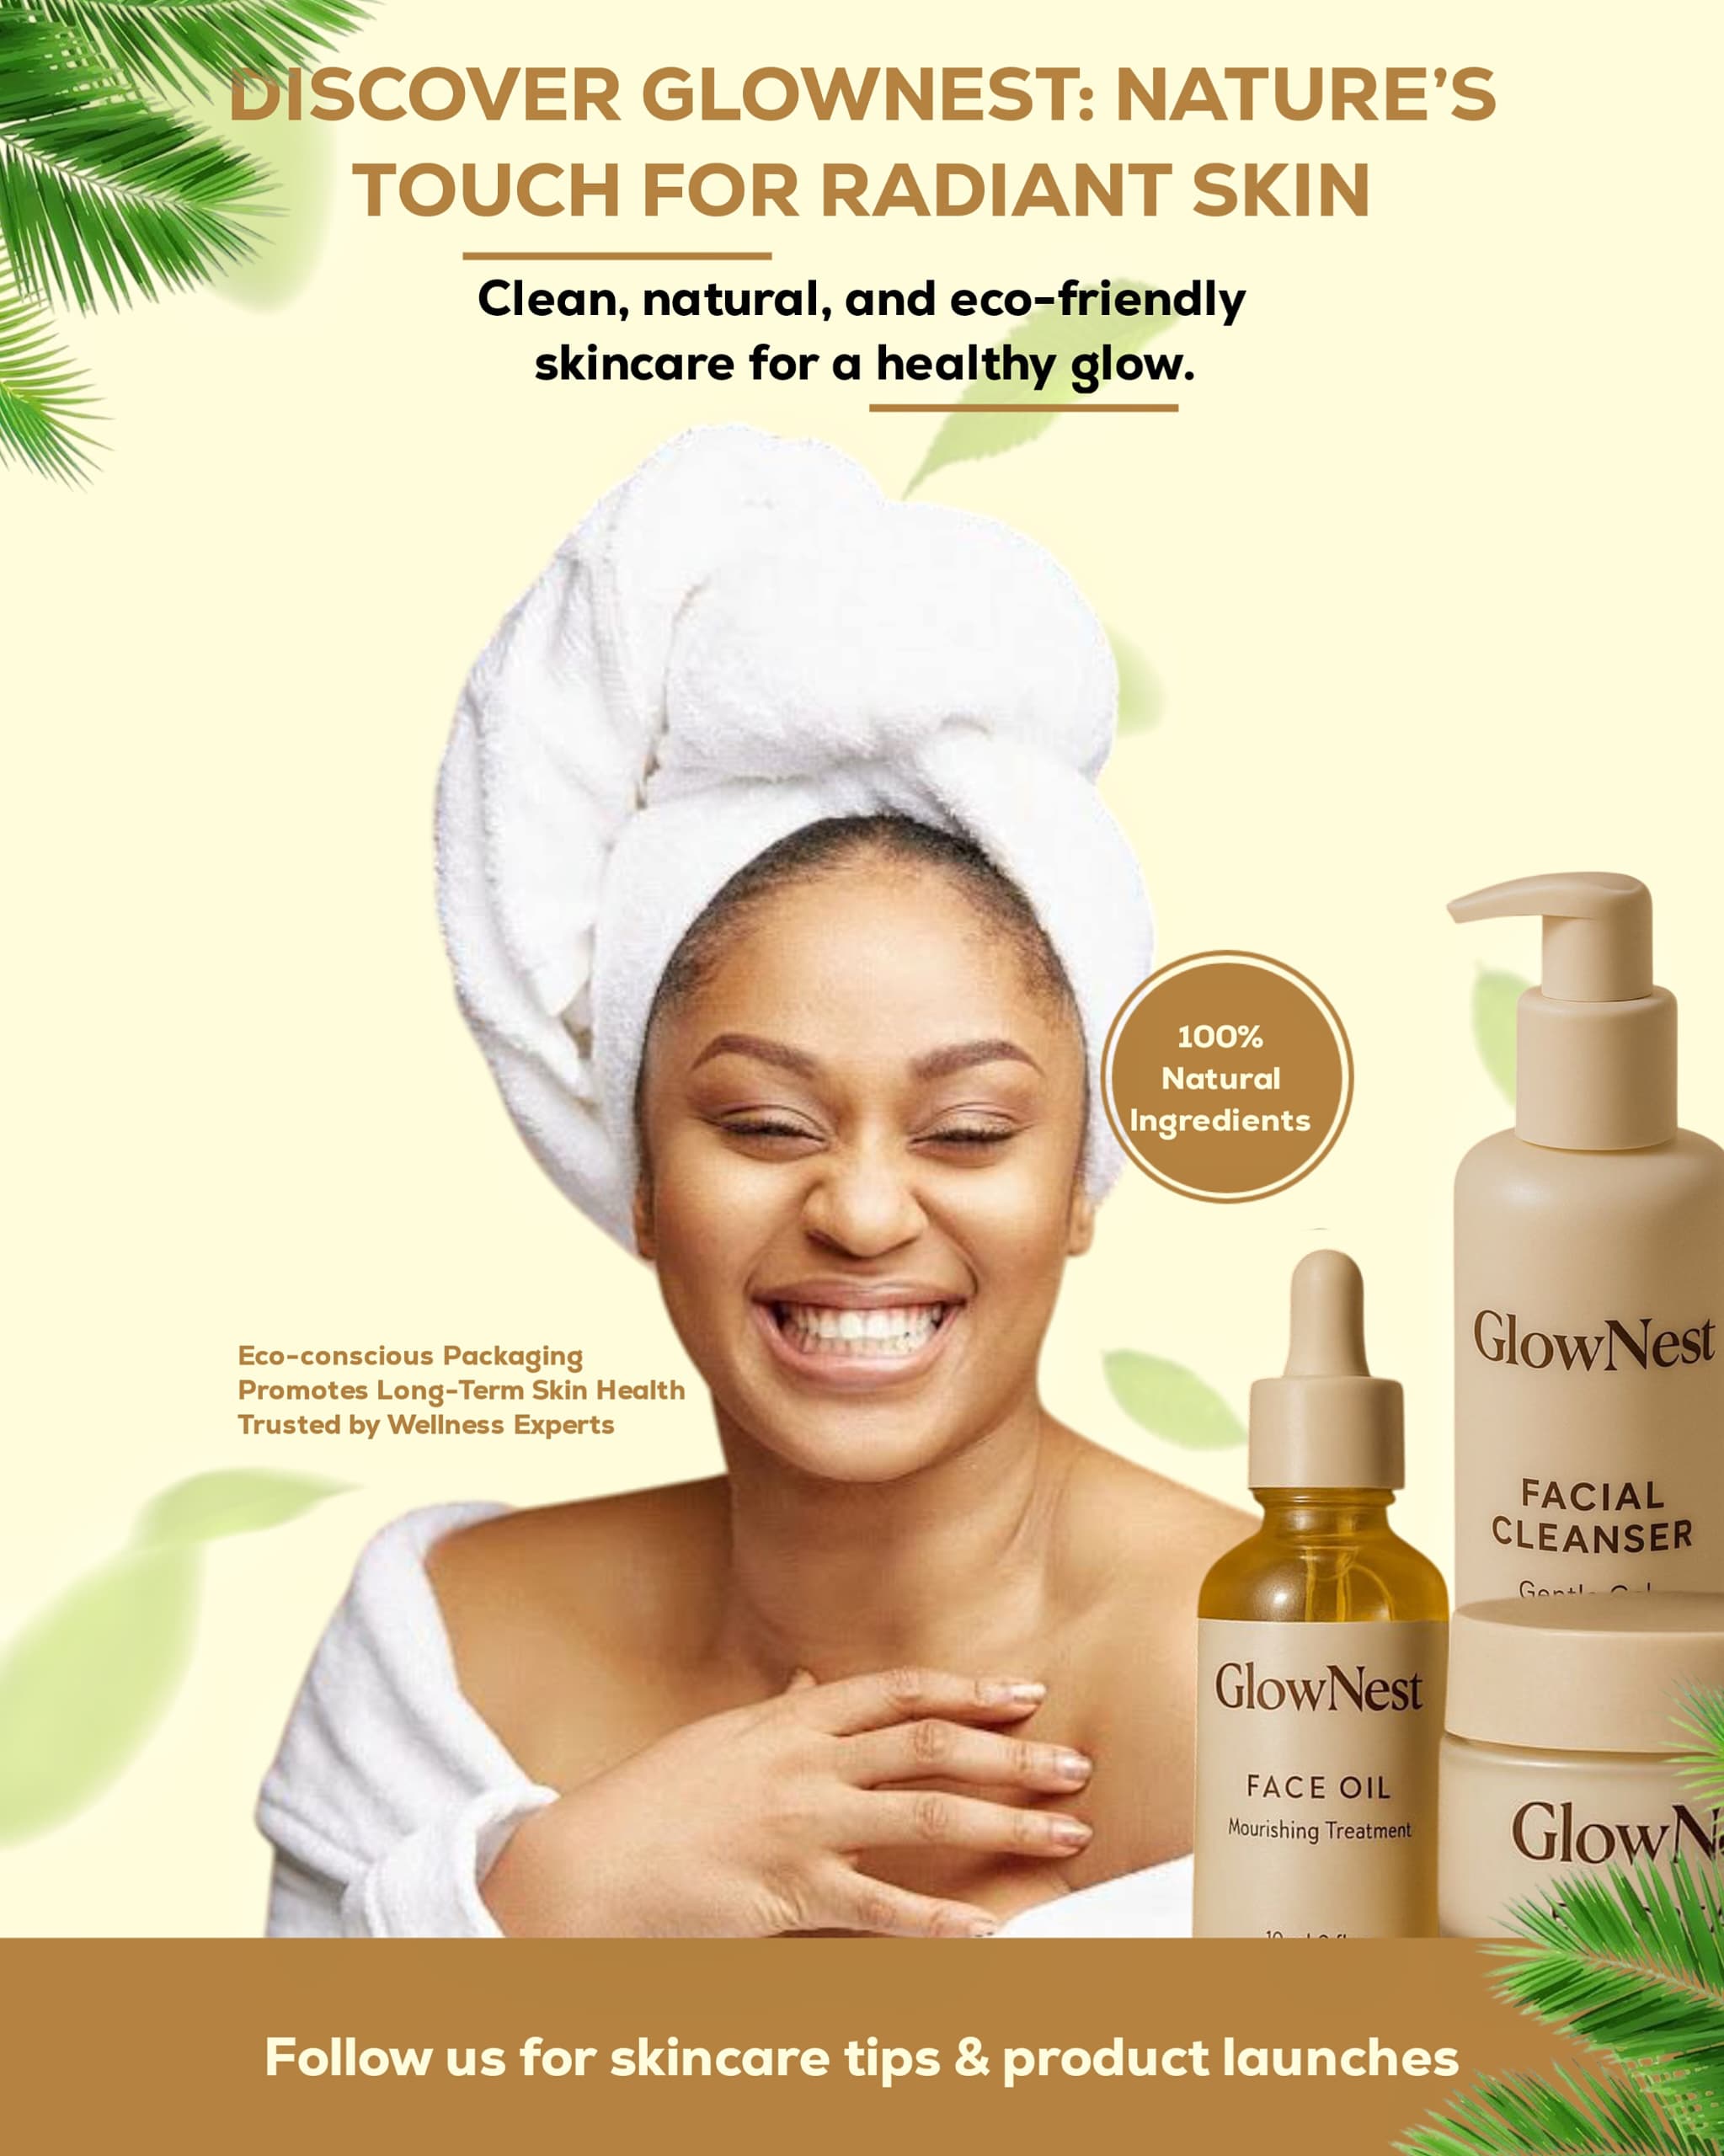 DISCOVER GLOWNEST: NATURE'S
TOUCH FOR RADIANT SKIN
Clean, natural, and eco-friendly
skincare for a healthy glow.
100%
Natural
Ingredients
Eco-conscious Packaging
Promotes Long-Term Skin Health
Trusted by Wellness Experts
GlowNest
FACIAL
CLEANSER
GlowNest
FACE OIL
Mourishing Treatment
GlowN
Follow us for skincare tips & product launches